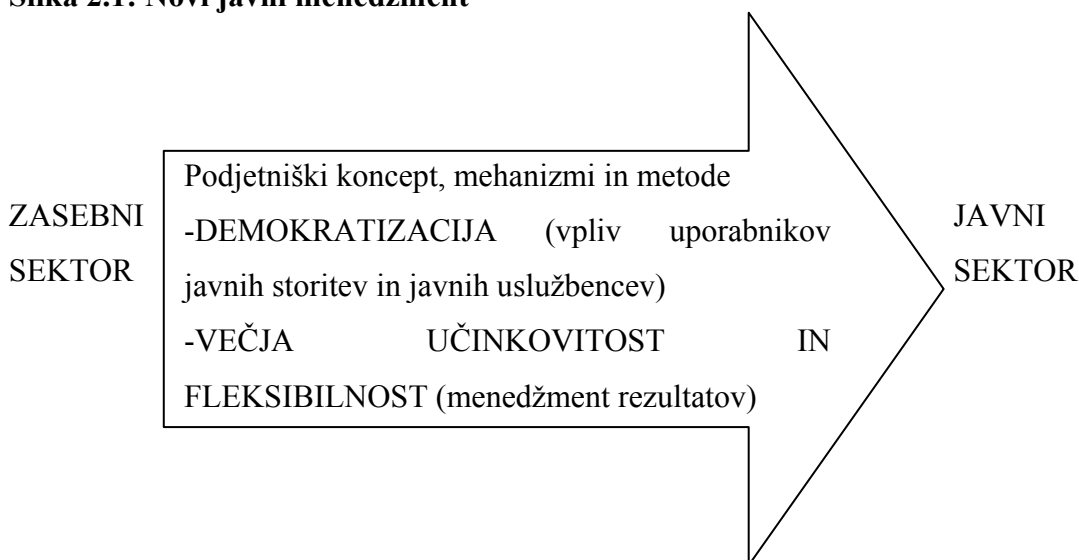 Slika 2.1: Novi javni menedžment
ZASEBNI
SEKTOR
Podjetniški koncept, mehanizmi in metode
-DEMOKRATIZACIJA (vpliv uporabnikov
javnih storitev in javnih uslužbencev)
-VEČJA UČINKOVITOST IN
FLEKSIBILNOST (menedžment rezultatov)
JAVNI
SEKTOR